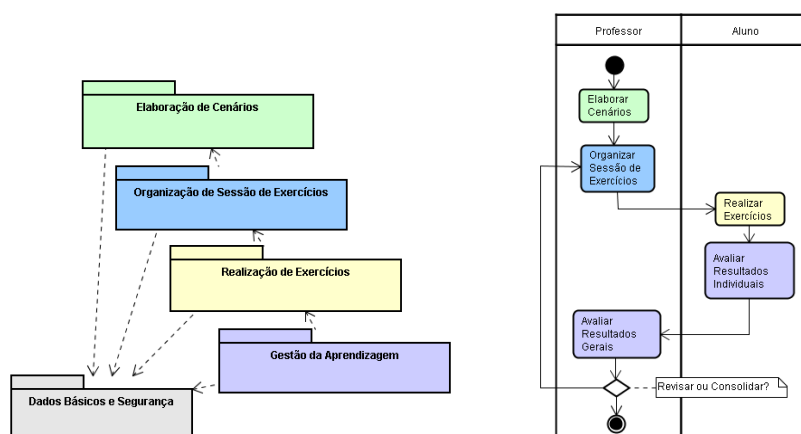 Elaboração de Cenários
Organização de Sessão de Exercícios
Realização de Exercícios
Gestão da Aprendizagem
Dados Básicos e Segurança
Professor
Aluno
Elaborar
Cenários
Organizar
Sessão de
Exercícios
Realizar
Exercícios
Avaliar
Resultados
Individuais
Avaliar
Resultados
Gerais
Revisar ou Consolidar?